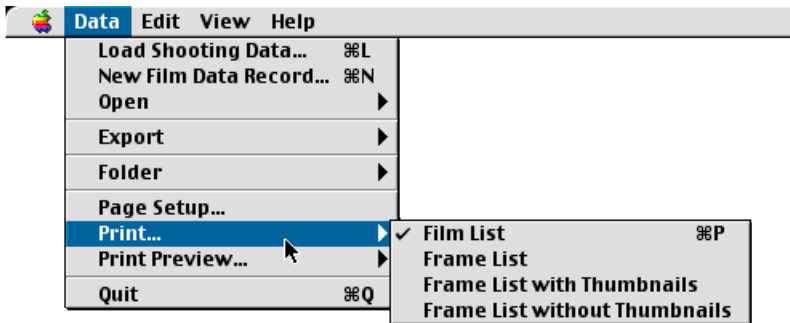 Data Edit View Help
Load Shooting Data... ⌘L
New Film Data Record... ⌘N
Open
Export
Folder
Page Setup...
Print...
Print Preview...
Quit ⌘Q
✓ Film List ⌘P
Frame List
Frame List with Thumbnails
Frame List without Thumbnails